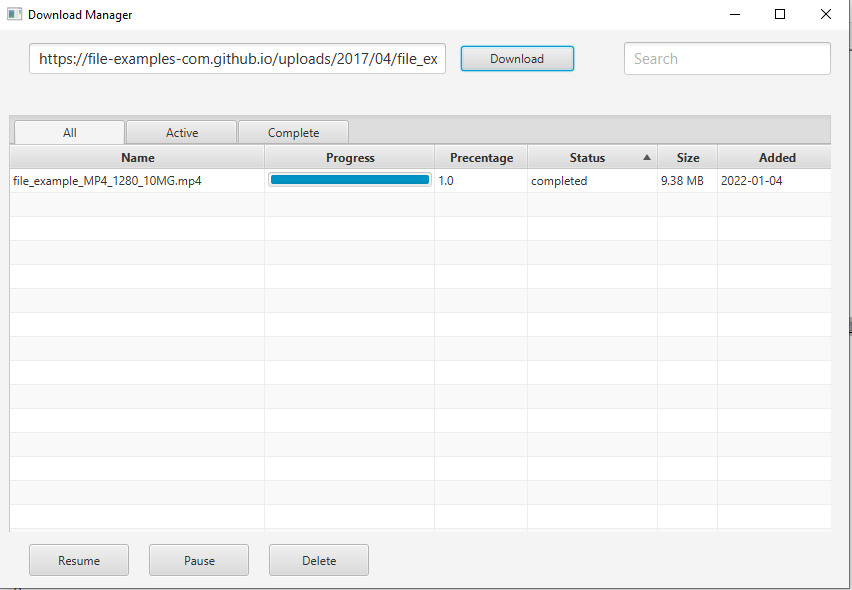 Download Manager
https://file-examples-com.github.io/uploads/2017/04/file_ex Download Search
All Active Complete
Name Progress Precentage Status Size Added
file_example_MP4_1280_10MG.mp4 1.0 completed 9.38 MB 2022-01-04
Resume Pause Delete